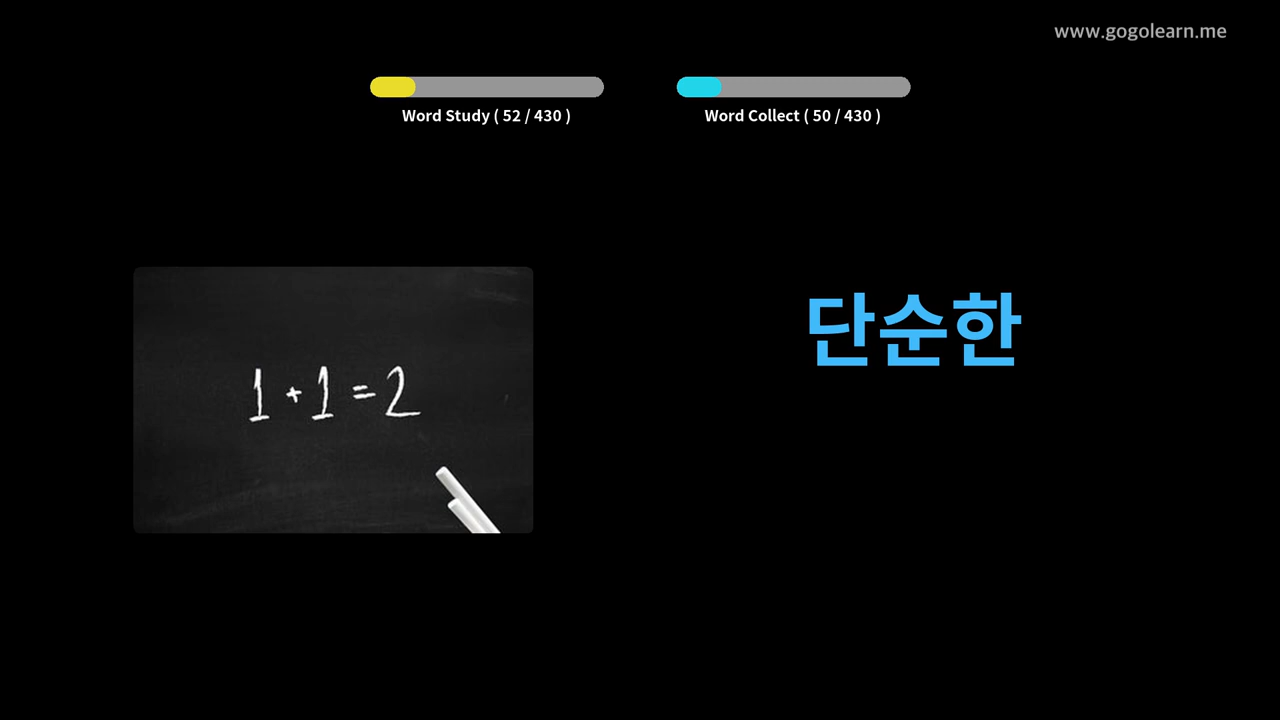 www.gogolearn.me
Word Study ( 52 / 430 )
Word Collect ( 50 / 430 )
단순한
1 + 1 = 2